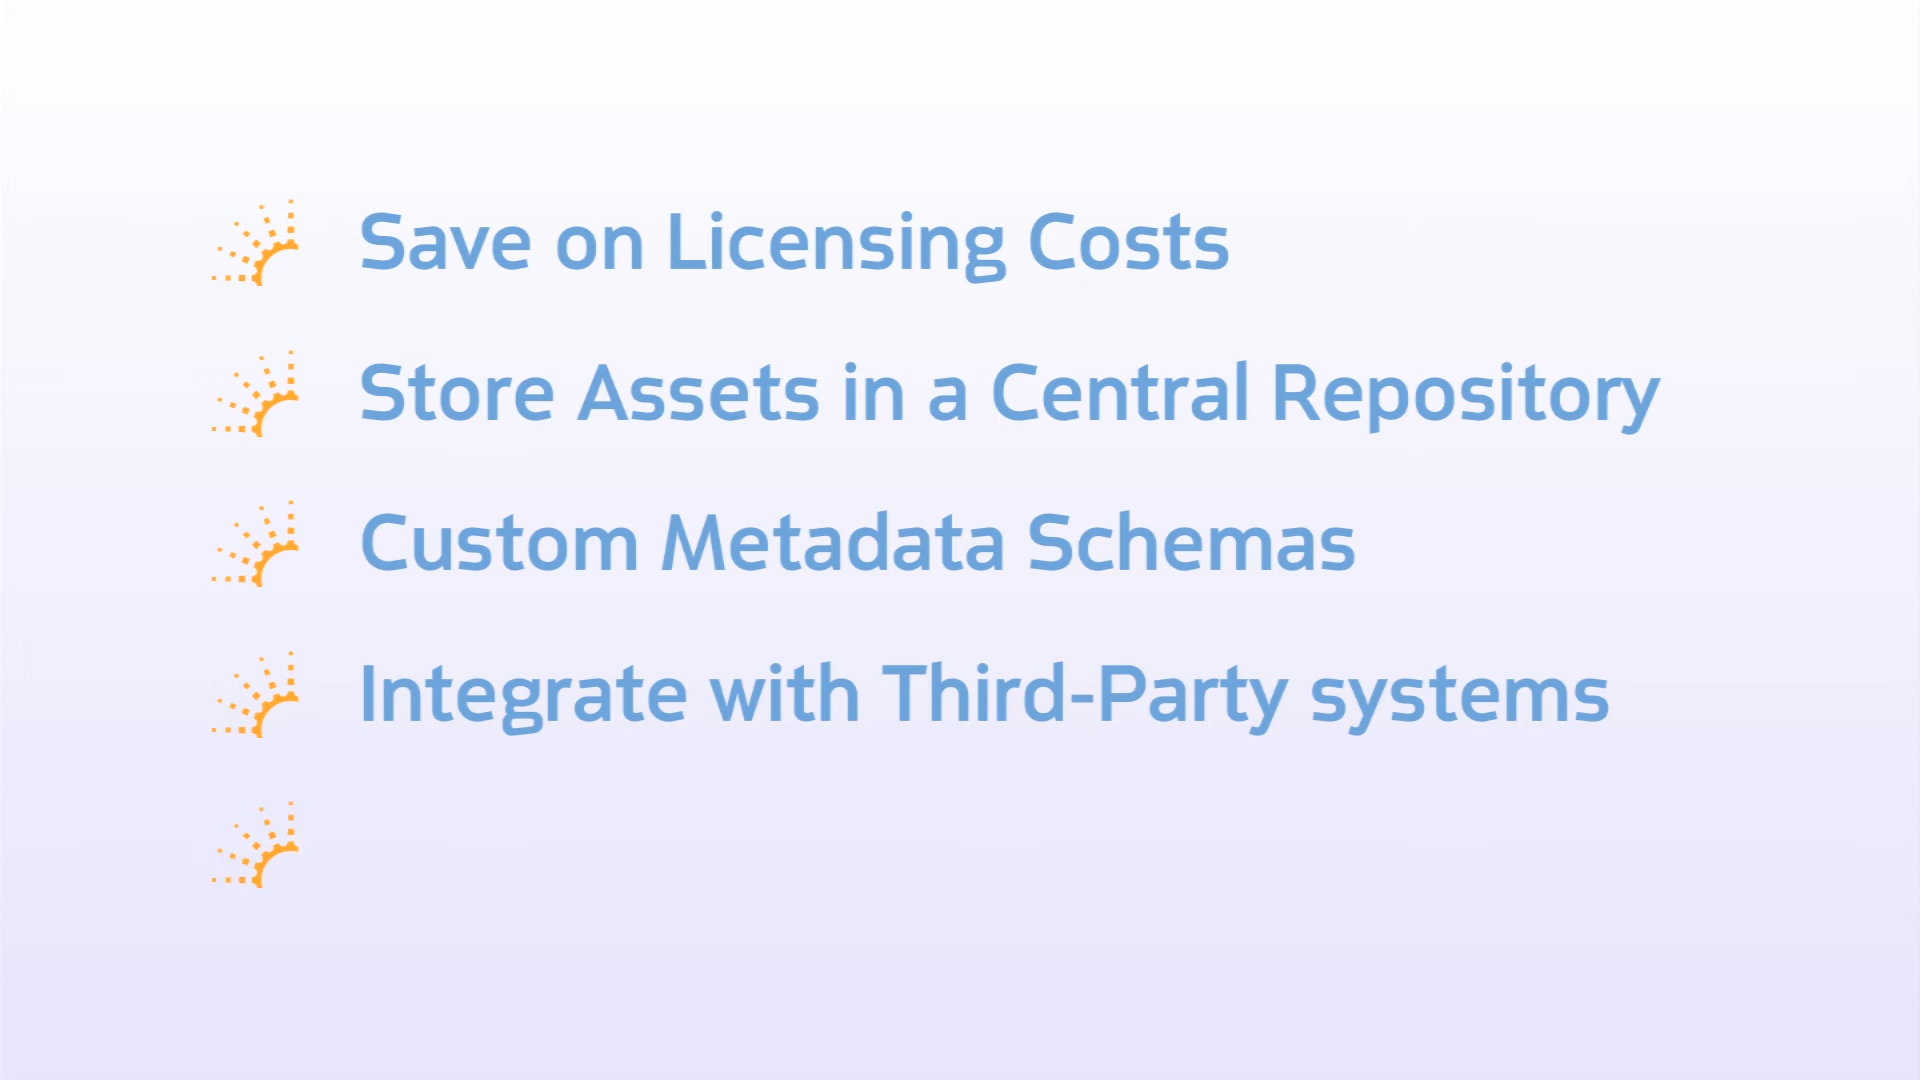 Save on Licensing Costs
Store Assets in a Central Repository
Custom Metadata Schemas
Integrate with Third-Party systems